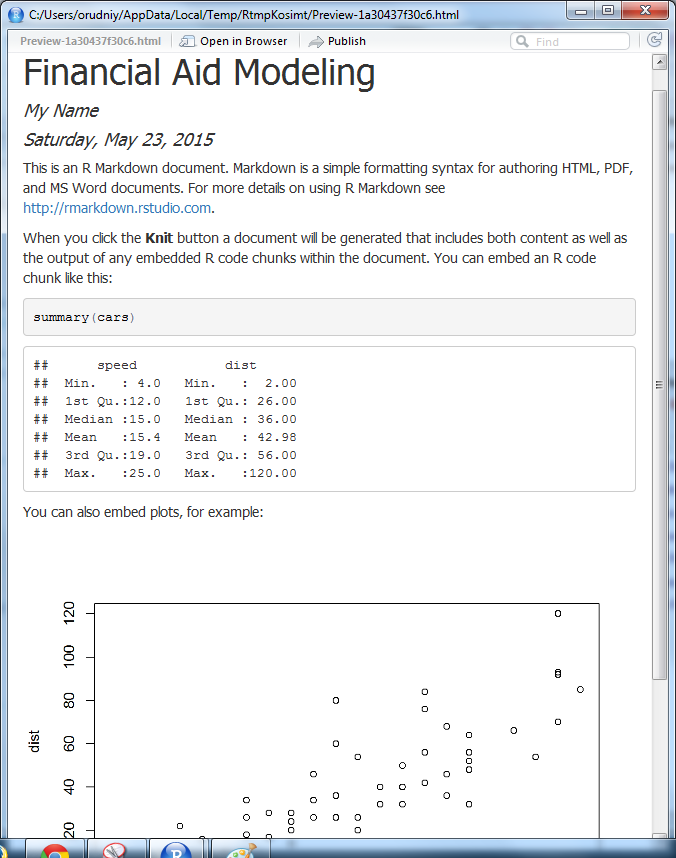 C:/Users/orudniy/AppData/Local/Temp/RtmpKosimt/Preview-1a30437f30c6.html
Preview-1a30437f30c6.html Open in Browser Publish Find
Financial Aid Modeling
My Name
Saturday, May 23, 2015
This is an R Markdown document. Markdown is a simple formatting syntax for authoring HTML, PDF,
and MS Word documents. For more details on using R Markdown see
http://rmarkdown.rstudio.com.
When you click the Knit button a document will be generated that includes both content as well as
the output of any embedded R code chunks within the document. You can embed an R code
chunk like this:
summary(cars)
##      speed           dist
##  Min.   : 4.0   Min.   :  2.00
##  1st Qu.:12.0   1st Qu.: 26.00
##  Median :15.0   Median : 36.00
##  Mean   :15.4   Mean   : 42.98
##  3rd Qu.:19.0   3rd Qu.: 56.00
##  Max.   :25.0   Max.   :120.00
You can also embed plots, for example:
120
100
80
dist
60
40
20